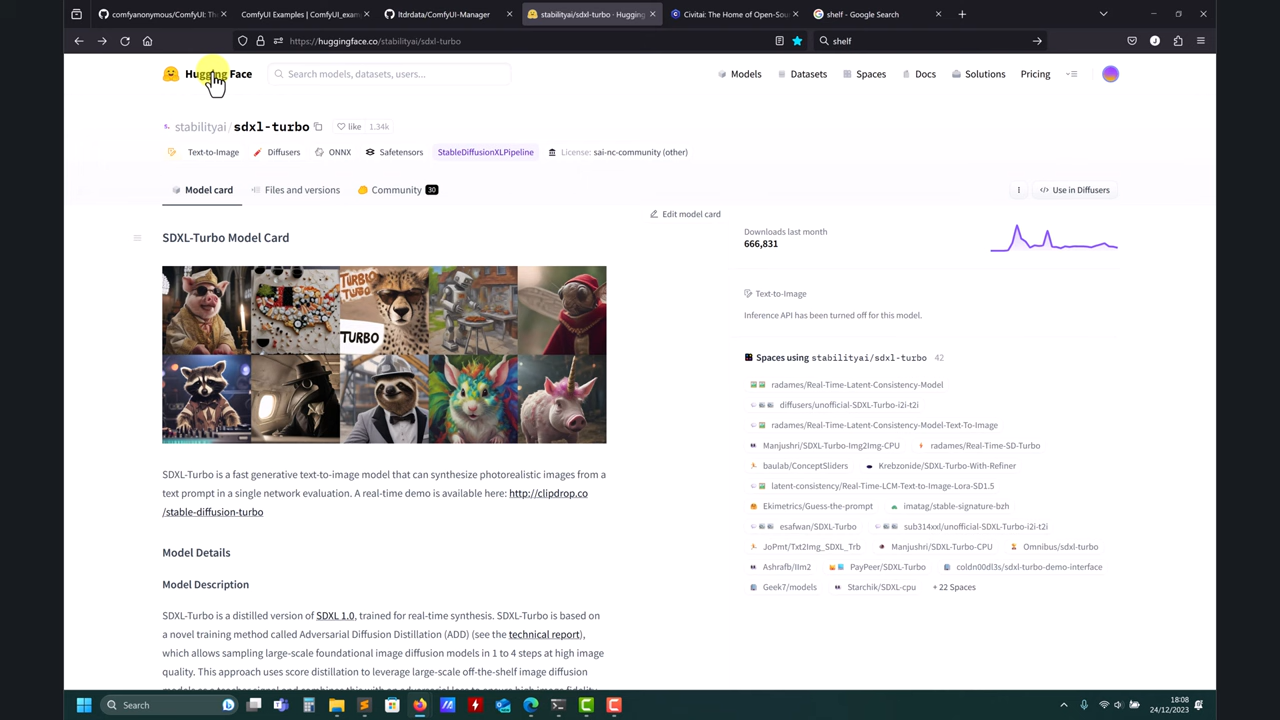 comfyanonymous/ComfyUI: The
ComfyUI Examples | ComfyUI_exam
ltdrdata/ComfyUI-Manager
stabilityai/sdxl-turbo · Hugging
Civitai: The Home of Open-Sou
shelf - Google Search
https://huggingface.co/stabilityai/sdxl-turbo
shelf
Hugging Face
Search models, datasets, users...
Models
Datasets
Spaces
Docs
Solutions
Pricing
stabilityai/sdxl-turbo
like 1.34k
Text-to-Image
Diffusers
ONNX
Safetensors
StableDiffusionXLPipeline
License: sai-nc-community (other)
Model card
Files and versions
Community 30
Use in Diffusers
Edit model card
SDXL-Turbo Model Card
TURBO
TUBO
TURBO
SDXL-Turbo is a fast generative text-to-image model that can synthesize photorealistic images from a
text prompt in a single network evaluation. A real-time demo is available here: http://clipdrop.co
/stable-diffusion-turbo
Model Details
Model Description
SDXL-Turbo is a distilled version of SDXL 1.0, trained for real-time synthesis. SDXL-Turbo is based on
a novel training method called Adversarial Diffusion Distillation (ADD) (see the technical report),
which allows sampling large-scale foundational image diffusion models in 1 to 4 steps at high image
quality. This approach uses score distillation to leverage large-scale off-the-shelf image diffusion
Downloads last month
666,831
Text-to-Image
Inference API has been turned off for this model.
Spaces using stabilityai/sdxl-turbo 42
radames/Real-Time-Latent-Consistency-Model
diffusers/unofficial-SDXL-Turbo-i2i-t2i
radames/Real-Time-Latent-Consistency-Model-Text-To-Image
Manjushri/SDXL-Turbo-Img2Img-CPU
radames/Real-Time-SD-Turbo
baulab/ConceptSliders
Krebzonide/SDXL-Turbo-With-Refiner
latent-consistency/Real-Time-LCM-Text-to-Image-Lora-SD1.5
Ekimetrics/Guess-the-prompt
imatag/stable-signature-bzh
esafwan/SDXL-Turbo
sub314xxl/unofficial-SDXL-Turbo-i2i-t2i
JoPmt/Txt2Img_SDXL_Trb
Manjushri/SDXL-Turbo-CPU
Omnibus/sdxl-turbo
Ashrafb/IIm2
PayPeer/SDXL-Turbo
coldn00dl3s/sdxl-turbo-demo-interface
Geek7/models
Starchik/SDXL-cpu
+ 22 Spaces
Search
18:08
24/12/2023